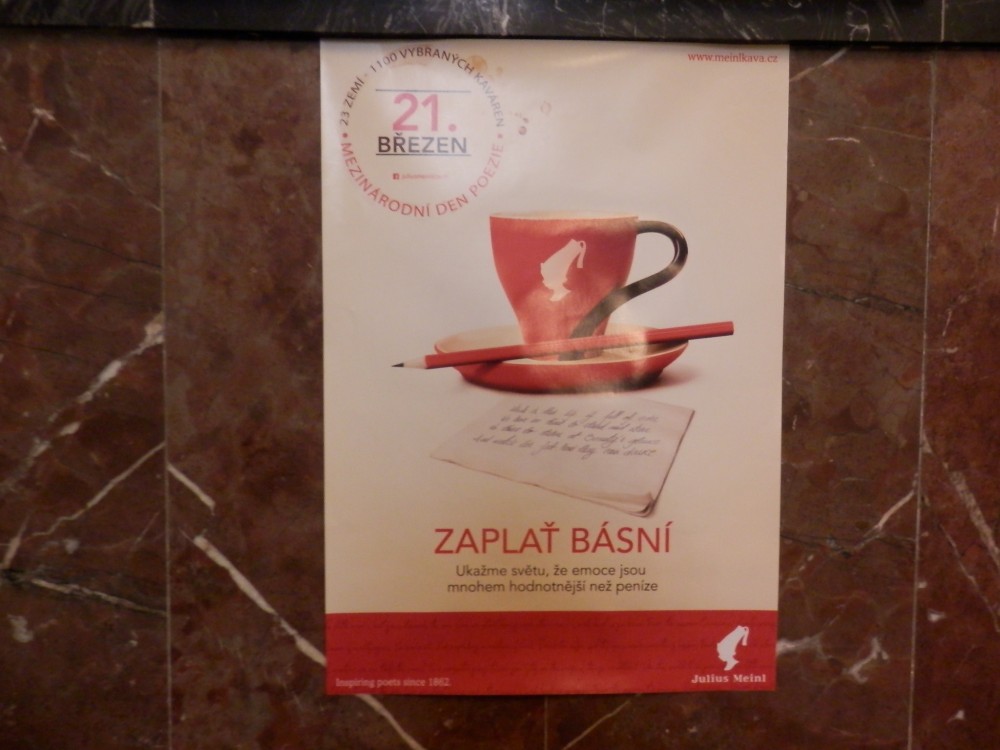 www.meinlkava.cz
23 ZEMÍ - 1100 VYBRANÝCH KAVÁREN
21.
BŘEZEN
• MEZINÁRODNÍ DEN POEZIE •
ZAPLAŤ BÁSNÍ
Ukažme světu, že emoce jsou
mnohem hodnotnější než peníze
Julius Meinl
Inspiring poets since 1862.